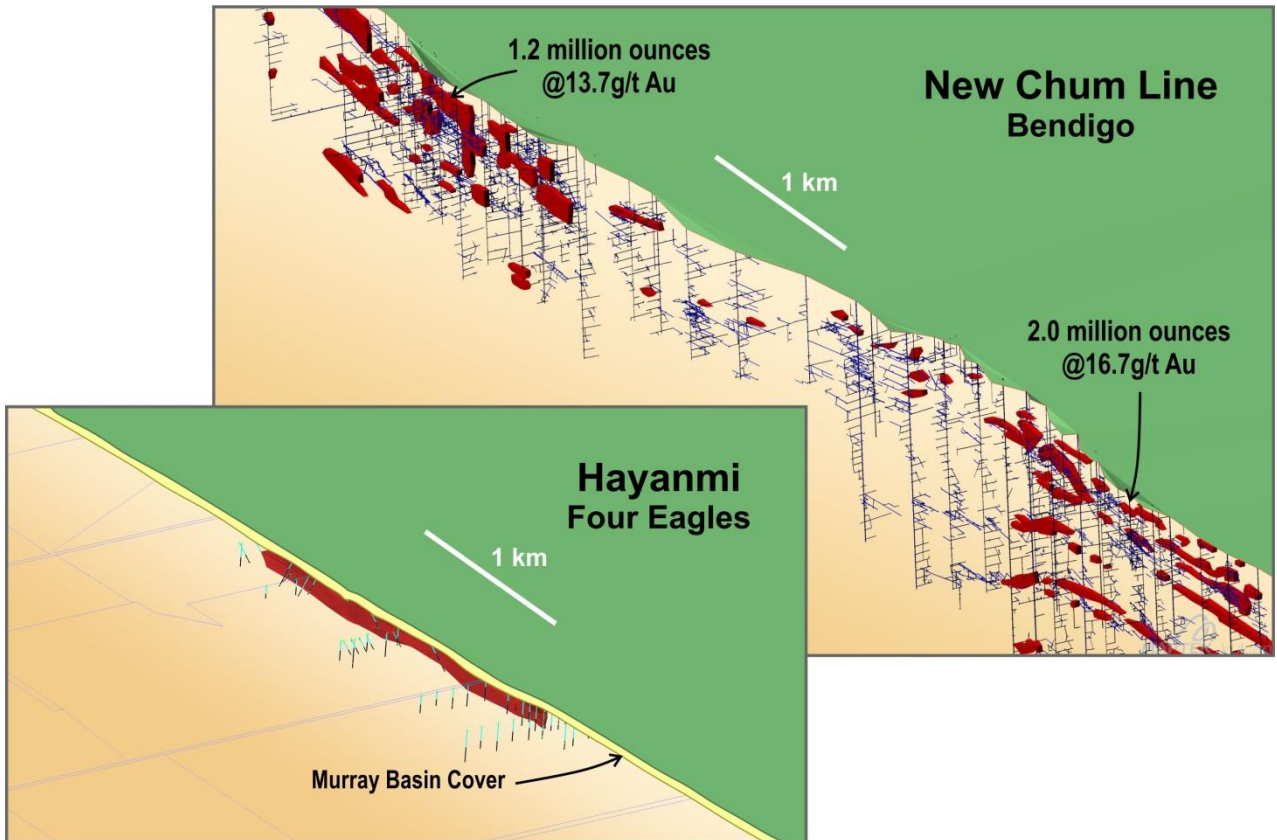 1.2 million ounces
@13.7g/t Au
New Chum Line
Bendigo
1 km
2.0 million ounces
@16.7g/t Au
Hayanmi
Four Eagles
1 km
Murray Basin Cover